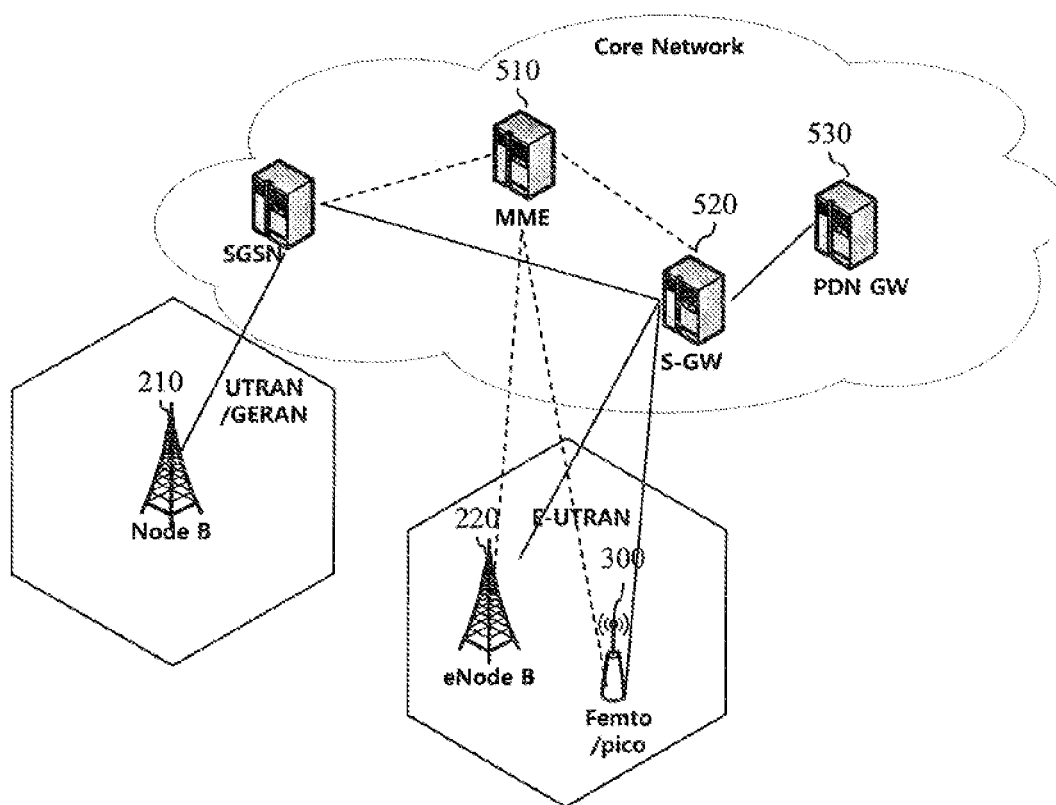 Core Network
510
530
MME
520
SGSN
PDN GW
S-GW
210
UTRAN
/GERAN
Node B
220
E-UTRAN
300
eNode B
Femto
/pico